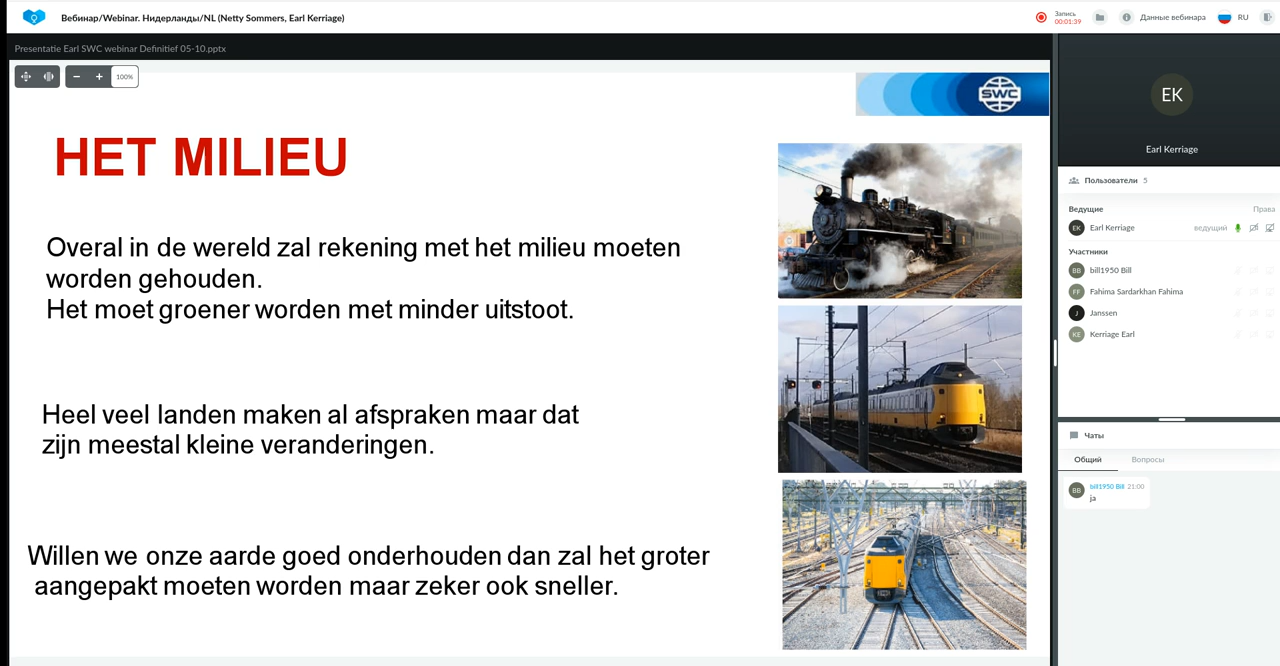 Вебинар/Webinar. Нидерланды/NL (Netty Sommers, Earl Kerriage)
Запись
00:01:39
Данные вебинара
RU
Presentatie Earl SWC webinar Definitief 05-10.pptx
100%
SWC
HET MILIEU
Overal in de wereld zal rekening met het milieu moeten
worden gehouden.
Het moet groener worden met minder uitstoot.
Heel veel landen maken al afspraken maar dat
zijn meestal kleine veranderingen.
Willen we onze aarde goed onderhouden dan zal het groter
aangepakt moeten worden maar zeker ook sneller.
EK
Earl Kerriage
Пользователи 5
Ведущие Права
EK Earl Kerriage ведущий
Участники
BB bill1950 Bill
FF Fahima Sardarkhan Fahima
J Janssen
KE Kerriage Earl
Чаты
Общий Вопросы
BB bill1950 Bill 21:00
ja